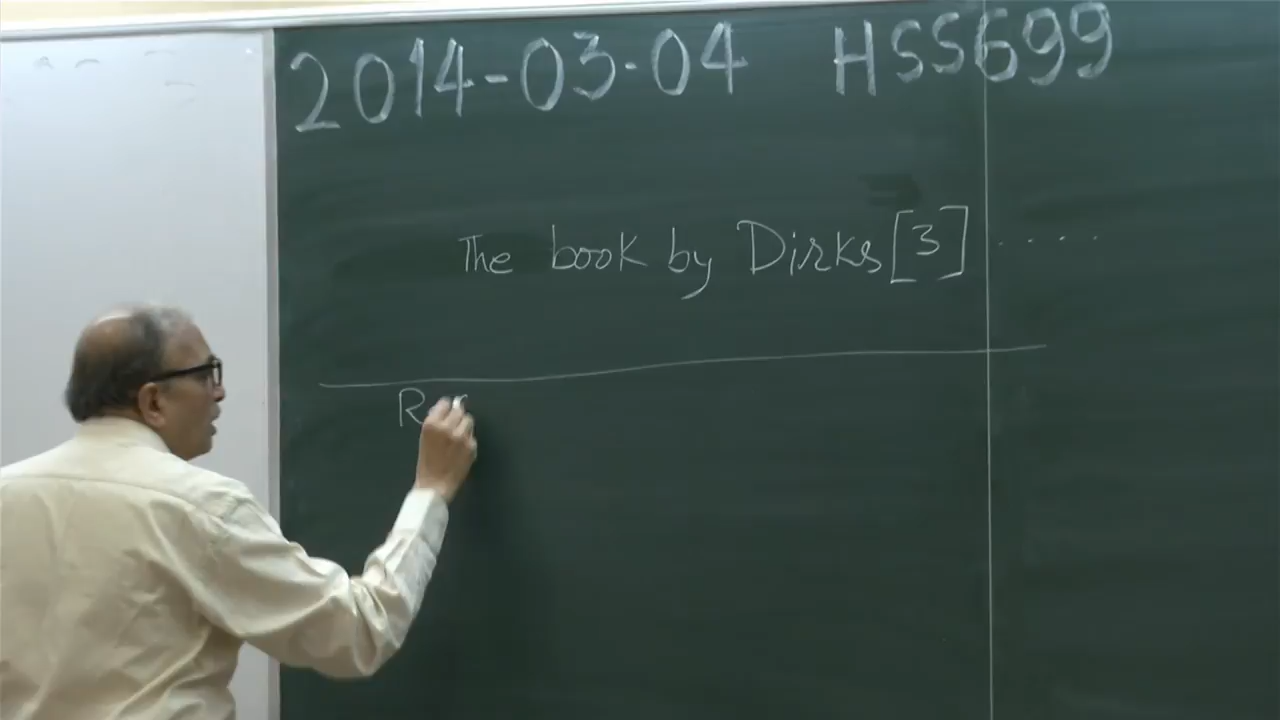 2014-03-04 HSS699
The book by Dirks[3] .....
R